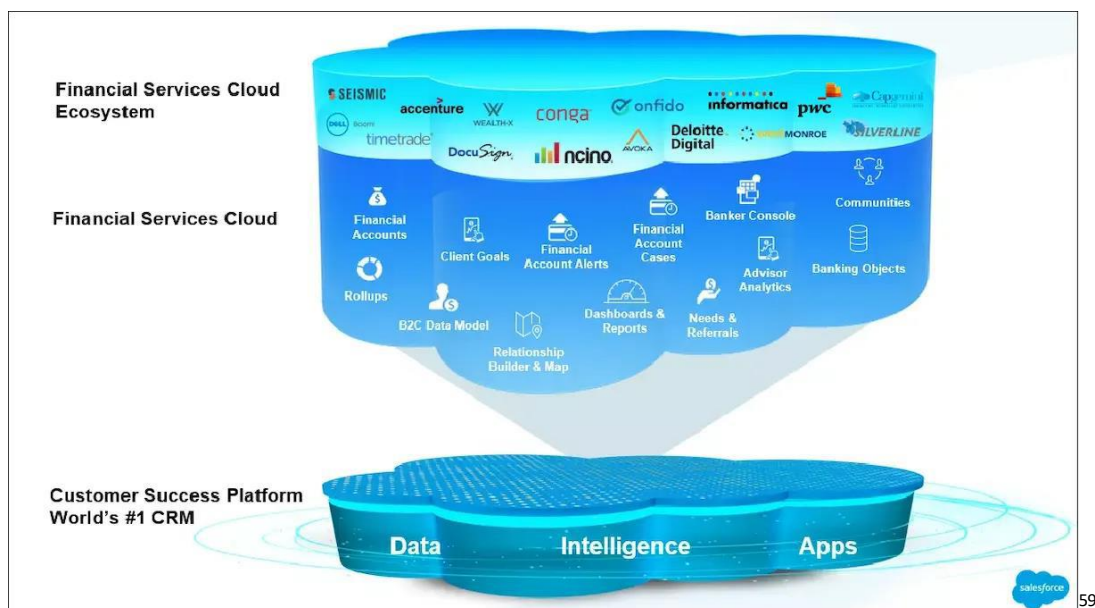 Financial Services Cloud
Ecosystem
SEISMIC
accenture
WEALTH-X
conga
onfido
informatica
pwc
Capgemini
DELL
Boomi
timetrade
DocuSign
ncino
AVOKA
Deloitte
Digital
MONROE
SILVERLINE
Financial Services Cloud
Financial
Accounts
Client Goals
Financial
Account Alerts
Financial
Account
Cases
Banker Console
Communities
Rollups
B2C Data Model
Relationship
Builder & Map
Dashboards &
Reports
Needs &
Referrals
Advisor
Analytics
Banking Objects
Customer Success Platform
World's #1 CRM
Data
Intelligence
Apps
salesforce
59